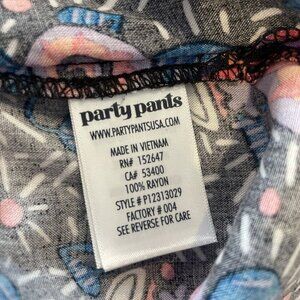 party pants
WWW.PARTYPANTSUSA.COM
MADE IN VIETNAM
RN# 152647
CA# 53400
100% RAYON
STYLE # P12313029
FACTORY # 004
SEE REVERSE FOR CARE